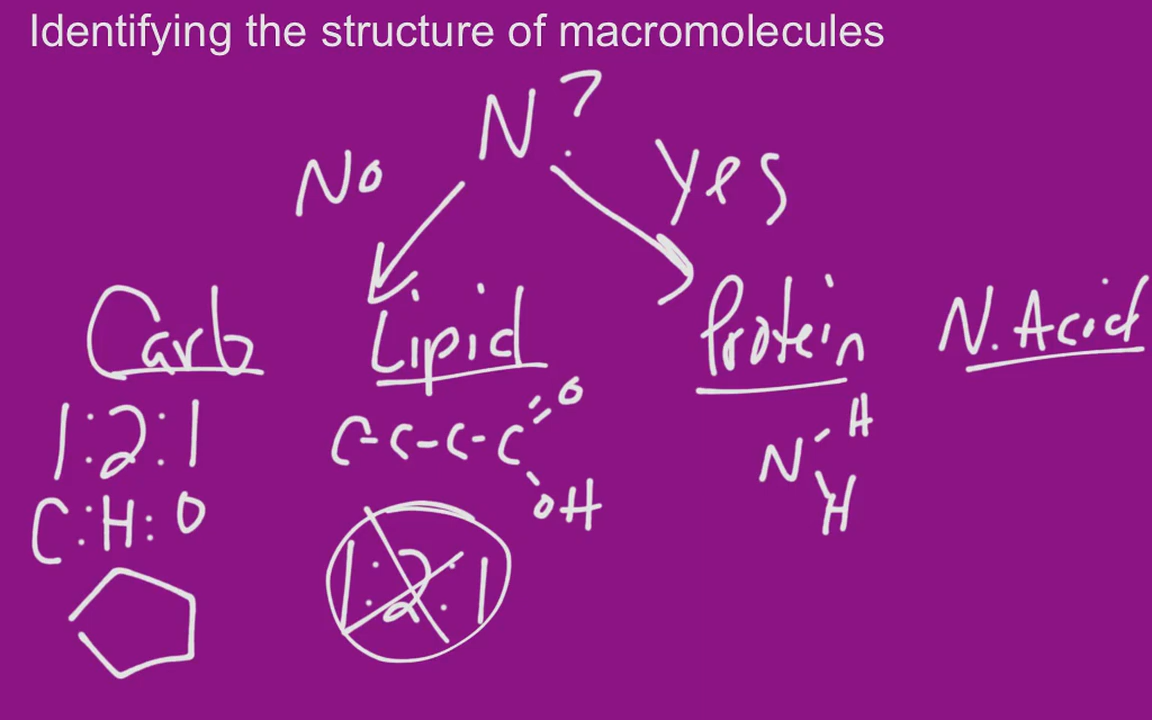 Identifying the structure of macromolecules
N?
No Yes
Carb Lipid Protein N. Acid
1:2:1 C-C-C-C=O N-H
C:H:O OH H
1:2:1